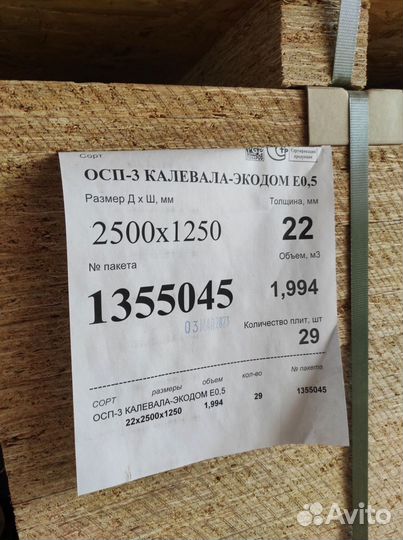 Сорт
ОСП-3 КАЛЕВАЛА-ЭКОДОМ Е0,5
Размер Д х Ш, мм
Толщина, мм
2500х1250
22
№ пакета
Объем, м3
1355045
1,994
Количество плит, шт
29
СОРТ размеры объем кол-во № пакета
ОСП-3 КАЛЕВАЛА-ЭКОДОМ Е0,5 1,994 29 1355045
22х2500х1250
Avito